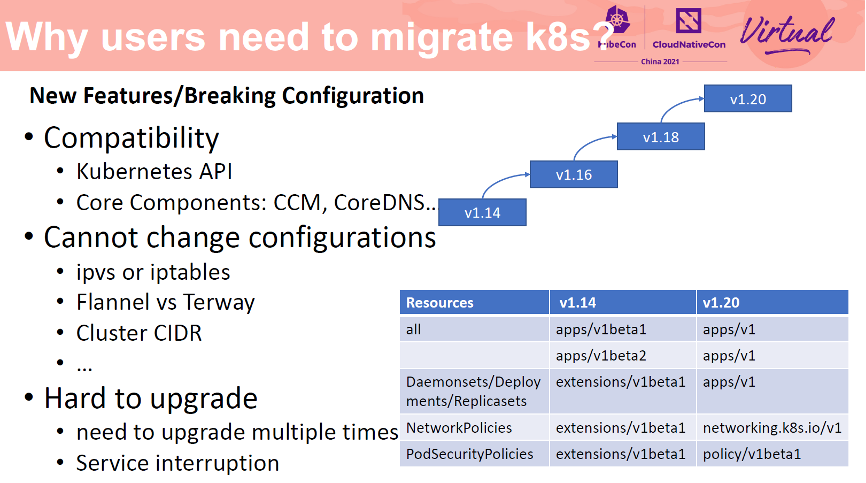 Why users need to migrate k8s?
KubeCon
CloudNativeCon
China 2021
Virtual
New Features/Breaking Configuration
• Compatibility
• Kubernetes API
• Core Components: CCM, CoreDNS..
• Cannot change configurations
• ipvs or iptables
• Flannel vs Terway
• Cluster CIDR
• ...
• Hard to upgrade
• need to upgrade multiple times
• Service interruption
v1.14
v1.16
v1.18
v1.20
Resources v1.14 v1.20
all apps/v1beta1 apps/v1
apps/v1beta2 apps/v1
Daemonsets/Deploy extensions/v1beta1 apps/v1
ments/Replicasets
NetworkPolicies extensions/v1beta1 networking.k8s.io/v1
PodSecurityPolicies extensions/v1beta1 policy/v1beta1